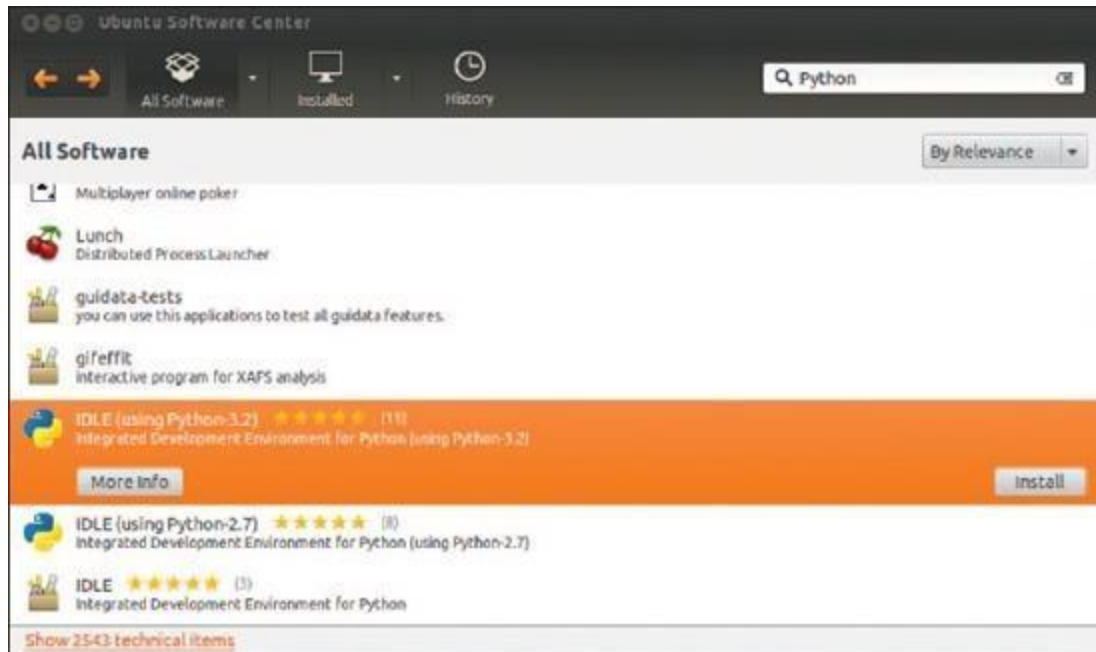 Ubuntu Software Center
All Software
Installed
History
Python
All Software
By Relevance
Multiplayer online poker
Lunch
Distributed Process Launcher
guidata-tests
you can use this applications to test all guidata features.
gifeffit
interactive program for XAFS analysis
IDLE (using Python-3.2) (11)
Integrated Development Environment for Python (using Python-3.2)
More Info
Install
IDLE (using Python-2.7) (8)
Integrated Development Environment for Python (using Python-2.7)
IDLE (3)
Integrated Development Environment for Python
Show 2543 technical items